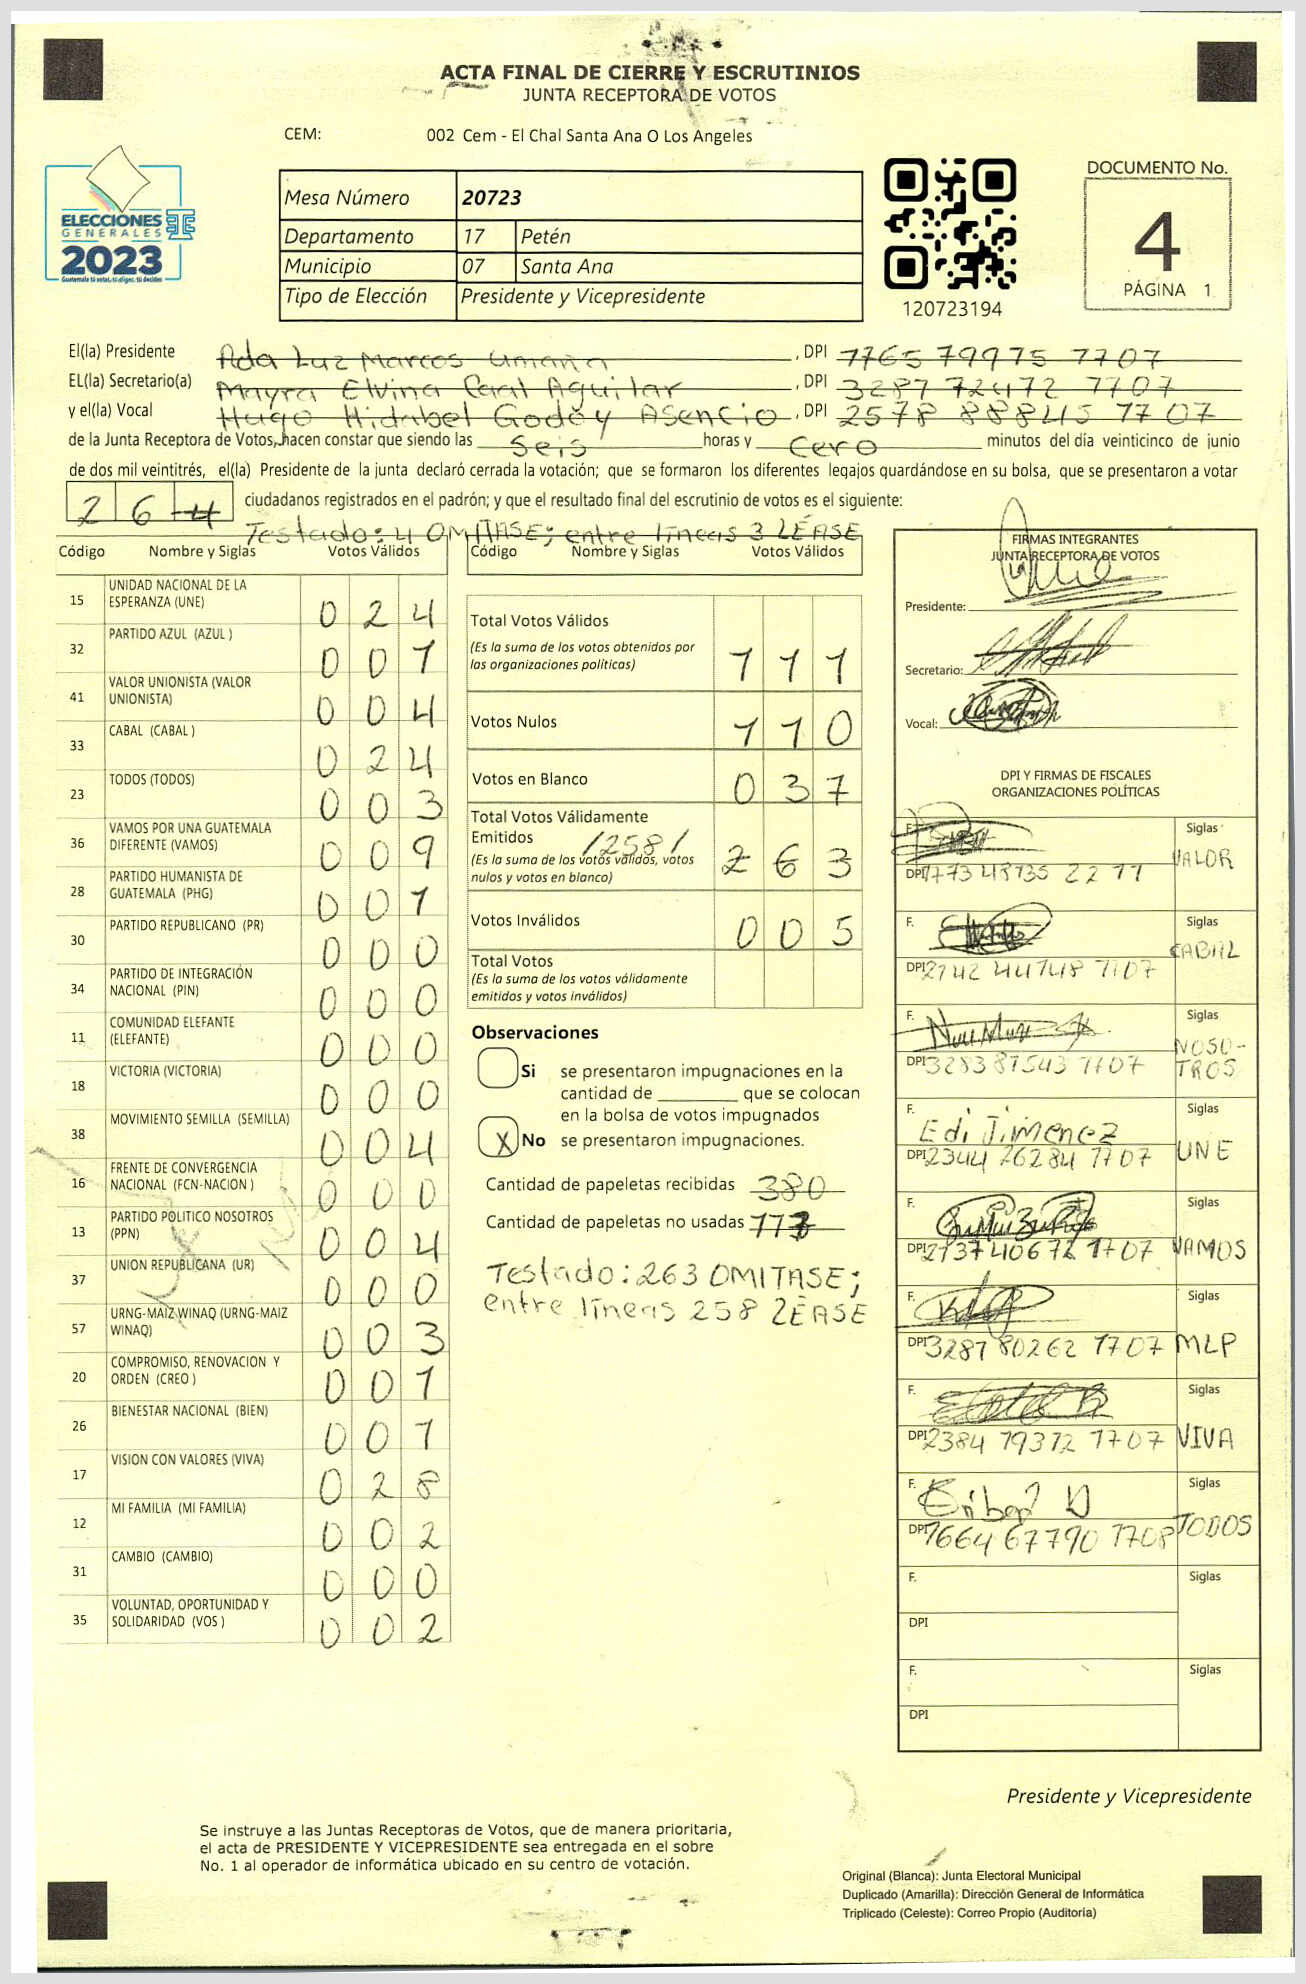 ACTA FINAL DE CIERRE Y ESCRUTINIOS
JUNTA RECEPTORA DE VOTOS
CEM: 002 Cem - El Chal Santa Ana O Los Angeles
ELECCIONES
GENERALES
2023
Guatemala tú votas, tú eliges, tú decides
Mesa Número 20723
Departamento 17 Petén
Municipio 07 Santa Ana
Tipo de Elección Presidente y Vicepresidente
120723194
DOCUMENTO No.
4
PÁGINA 1
El(la) Presidente Ada Luz Marcos Umaña, DPI 1765 79975 1707
EL(la) Secretario(a) Mayra Elvina Caal Aguilar, DPI 3287 72472 1707
y el(la) Vocal Hugo Hidabel Godoy Asencio, DPI 2578 88845 1707
de la Junta Receptora de Votos, hacen constar que siendo las Seis horas y Cero minutos del día veinticinco de junio
de dos mil veintitrés, el(la) Presidente de la junta declaró cerrada la votación; que se formaron los diferentes legajos quardándose en su bolsa, que se presentaron a votar
2 6 4 ciudadanos registrados en el padrón; y que el resultado final del escrutinio de votos es el siguiente:
Testado: 4 OMITASE; entre líneas 3 LÉASE
Código Nombre y Siglas Votos Válidos
15 UNIDAD NACIONAL DE LA ESPERANZA (UNE) 0 2 4
32 PARTIDO AZUL (AZUL ) 0 0 1
41 VALOR UNIONISTA (VALOR UNIONISTA) 0 0 4
33 CABAL (CABAL ) 0 2 4
23 TODOS (TODOS) 0 0 3
36 VAMOS POR UNA GUATEMALA DIFERENTE (VAMOS) 0 0 9
28 PARTIDO HUMANISTA DE GUATEMALA (PHG) 0 0 1
30 PARTIDO REPUBLICANO (PR) 0 0 0
34 PARTIDO DE INTEGRACIÓN NACIONAL (PIN) 0 0 0
11 COMUNIDAD ELEFANTE (ELEFANTE) 0 0 0
18 VICTORIA (VICTORIA) 0 0 0
38 MOVIMIENTO SEMILLA (SEMILLA) 0 0 4
16 FRENTE DE CONVERGENCIA NACIONAL (FCN-NACION ) 0 0 0
13 PARTIDO POLITICO NOSOTROS (PPN) 0 0 4
37 UNION REPUBLICANA (UR) 0 0 0
57 URNG-MAIZ WINAQ (URNG-MAIZ WINAQ) 0 0 3
20 COMPROMISO, RENOVACION Y ORDEN (CREO ) 0 0 1
26 BIENESTAR NACIONAL (BIEN) 0 0 1
17 VISION CON VALORES (VIVA) 0 2 8
12 MI FAMILIA (MI FAMILIA) 0 0 2
31 CAMBIO (CAMBIO) 0 0 0
35 VOLUNTAD, OPORTUNIDAD Y SOLIDARIDAD (VOS ) 0 0 2
Código Nombre y Siglas Votos Válidos
Total Votos Válidos
(Es la suma de los votos obtenidos por
las organizaciones políticas) 1 1 1
Votos Nulos 1 1 0
Votos en Blanco 0 3 7
Total Votos Válidamente
Emitidos /258/
(Es la suma de los votos válidos, votos
nulos y votos en blanco) 2 6 3
Votos Inválidos 0 0 5
Total Votos
(Es la suma de los votos válidamente
emitidos y votos inválidos)
Observaciones
Si se presentaron impugnaciones en la
cantidad de ________ que se colocan
en la bolsa de votos impugnados
X No se presentaron impugnaciones.
Cantidad de papeletas recibidas 380
Cantidad de papeletas no usadas 117
Testado: 263 OMITASE;
entre líneas 258 LÉASE
FIRMAS INTEGRANTES
JUNTA RECEPTORA DE VOTOS
Presidente:
Secretario:
Vocal:
DPI Y FIRMAS DE FISCALES
ORGANIZACIONES POLÍTICAS
F. Siglas
DPI 1773 48735 2211 VALOR
F. Siglas
DPI 2142 44748 1707 CABAL
F. Siglas
DPI 3283 87543 1707 NOSO-TROS
F. Edi Jimenez Siglas
DPI 2344 26284 1707 UNE
F. Siglas
DPI 2137 40672 1707 VAMOS
F. Siglas
DPI 3287 80262 1707 MLP
F. Siglas
DPI 2384 79372 1707 VIVA
F. Siglas
DPI 1664 67790 1708 TODOS
F. Siglas
DPI
F. Siglas
DPI
Presidente y Vicepresidente
Se instruye a las Juntas Receptoras de Votos, que de manera prioritaria,
el acta de PRESIDENTE Y VICEPRESIDENTE sea entregada en el sobre
No. 1 al operador de informática ubicado en su centro de votación.
Original (Blanca): Junta Electoral Municipal
Duplicado (Amarilla): Dirección General de Informática
Triplicado (Celeste): Correo Propio (Auditoria)